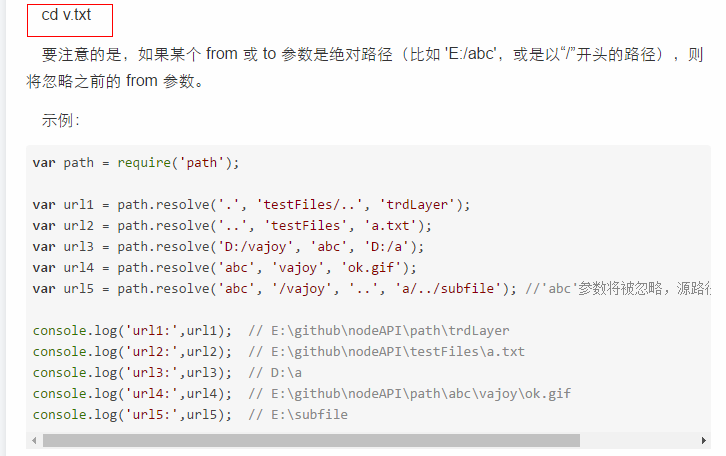 cd v.txt
要注意的是，如果某个 from 或 to 参数是绝对路径（比如 'E:/abc'，或是以“/”开头的路径），则
将忽略之前的 from 参数。
示例：
var path = require('path');
var url1 = path.resolve('.', 'testFiles/..', 'trdLayer');
var url2 = path.resolve('..', 'testFiles', 'a.txt');
var url3 = path.resolve('D:/vajoy', 'abc', 'D:/a');
var url4 = path.resolve('abc', 'vajoy', 'ok.gif');
var url5 = path.resolve('abc', '/vajoy', '..', 'a/../subfile'); //'abc'参数将被忽略，源路
console.log('url1:',url1);  // E:\github\nodeAPI\path\trdLayer
console.log('url2:',url2);  // E:\github\nodeAPI\testFiles\a.txt
console.log('url3:',url3);  // D:\a
console.log('url4:',url4);  // E:\github\nodeAPI\path\abc\vajoy\ok.gif
console.log('url5:',url5);  // E:\subfile